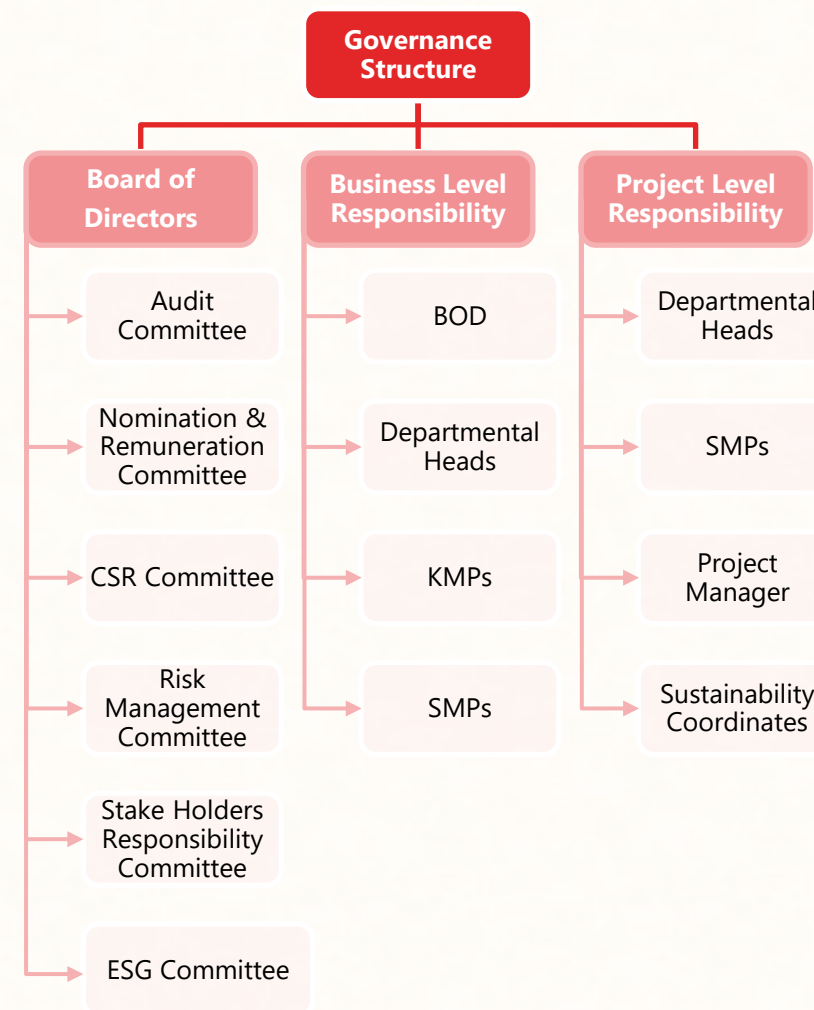 Governance
Structure
Board of
Directors
Audit
Committee
Nomination &
Remuneration
Committee
CSR Committee
Risk
Management
Committee
Stake Holders
Responsibility
Committee
ESG Committee
Business Level
Responsibility
BOD
Departmental
Heads
KMPs
SMPs
Project Level
Responsibility
Departmental
Heads
SMPs
Project
Manager
Sustainability
Coordinates